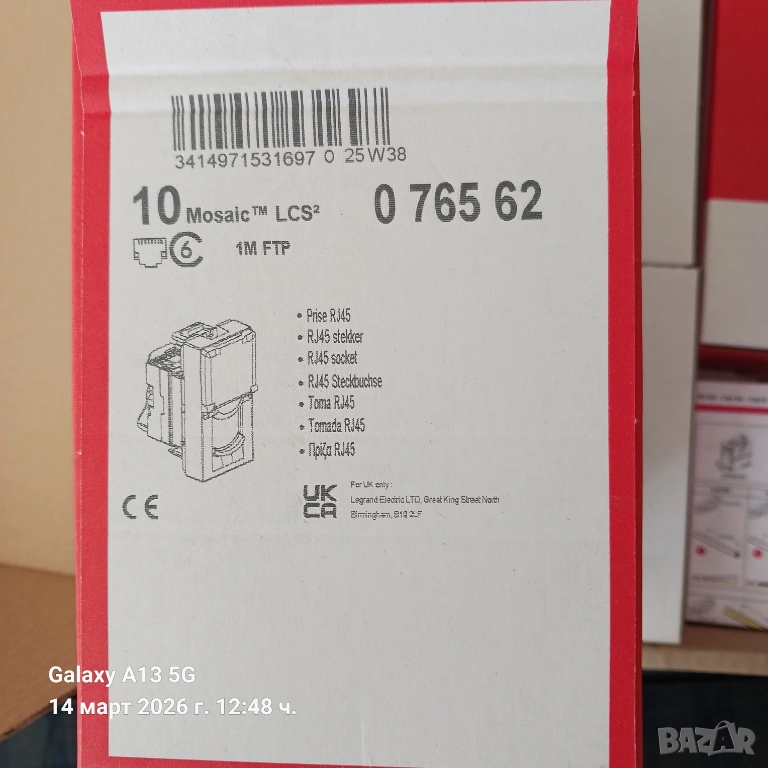 3414971531697 0 25W38
10 Mosaic™ LCS² 0 765 62
C6 1M FTP
• Prise RJ45
• RJ45 stekker
• RJ45 socket
• RJ45 Steckbuchse
• Toma RJ45
• Tomada RJ45
• Πρίζα RJ45
CE
UK
CA
For UK only:
Legrand Electric LTD, Great King Street North
Birmingham, B19 2LF
Galaxy A13 5G
14 март 2026 г. 12:48 ч.
BAZAR